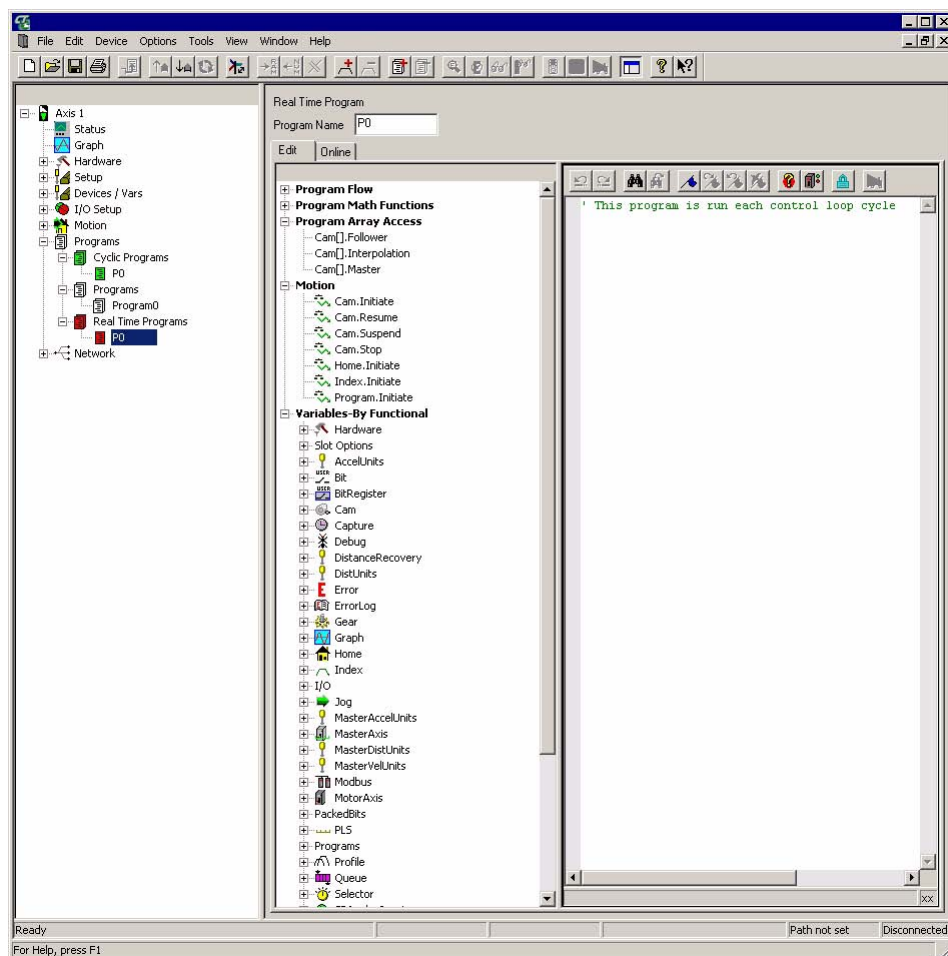 File Edit Device Options Tools View Window Help
Axis 1
Status
Graph
Hardware
Setup
Devices / Vars
I/O Setup
Motion
Programs
Cyclic Programs
P0
Programs
Program0
Real Time Programs
P0
Network
Real Time Program
Program Name P0
Edit Online
Program Flow
Program Math Functions
Program Array Access
Cam[].Follower
Cam[].Interpolation
Cam[].Master
Motion
Cam.Initiate
Cam.Resume
Cam.Suspend
Cam.Stop
Home.Initiate
Index.Initiate
Program.Initiate
Variables-By Functional
Hardware
Slot Options
AccelUnits
Bit
BitRegister
Cam
Capture
Debug
DistanceRecovery
DistUnits
Error
ErrorLog
Gear
Graph
Home
Index
I/O
Jog
MasterAccelUnits
MasterAxis
MasterDistUnits
MasterVelUnits
Modbus
MotorAxis
PackedBits
PLS
Programs
Profile
Queue
Selector
' This program is run each control loop cycle
xx
Ready Path not set Disconnected
For Help, press F1